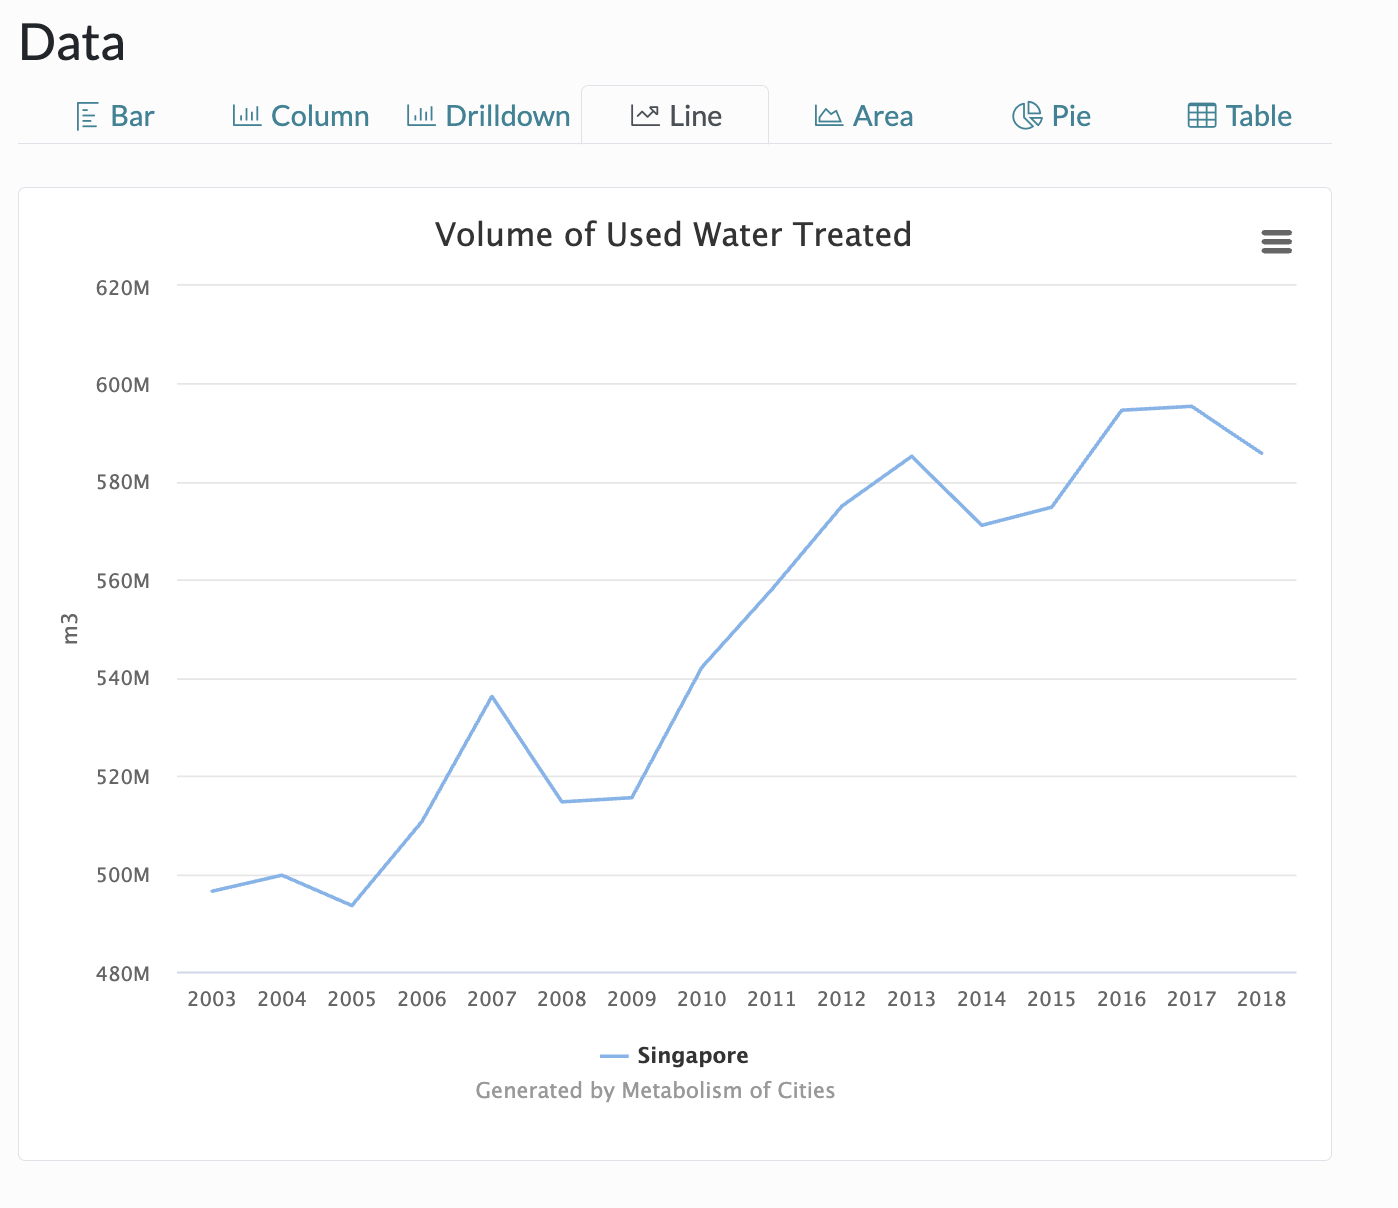 Data
Bar Column Drilldown Line Area Pie Table
Volume of Used Water Treated
620M
600M
580M
560M
m3
540M
520M
500M
480M
2003 2004 2005 2006 2007 2008 2009 2010 2011 2012 2013 2014 2015 2016 2017 2018
Singapore
Generated by Metabolism of Cities